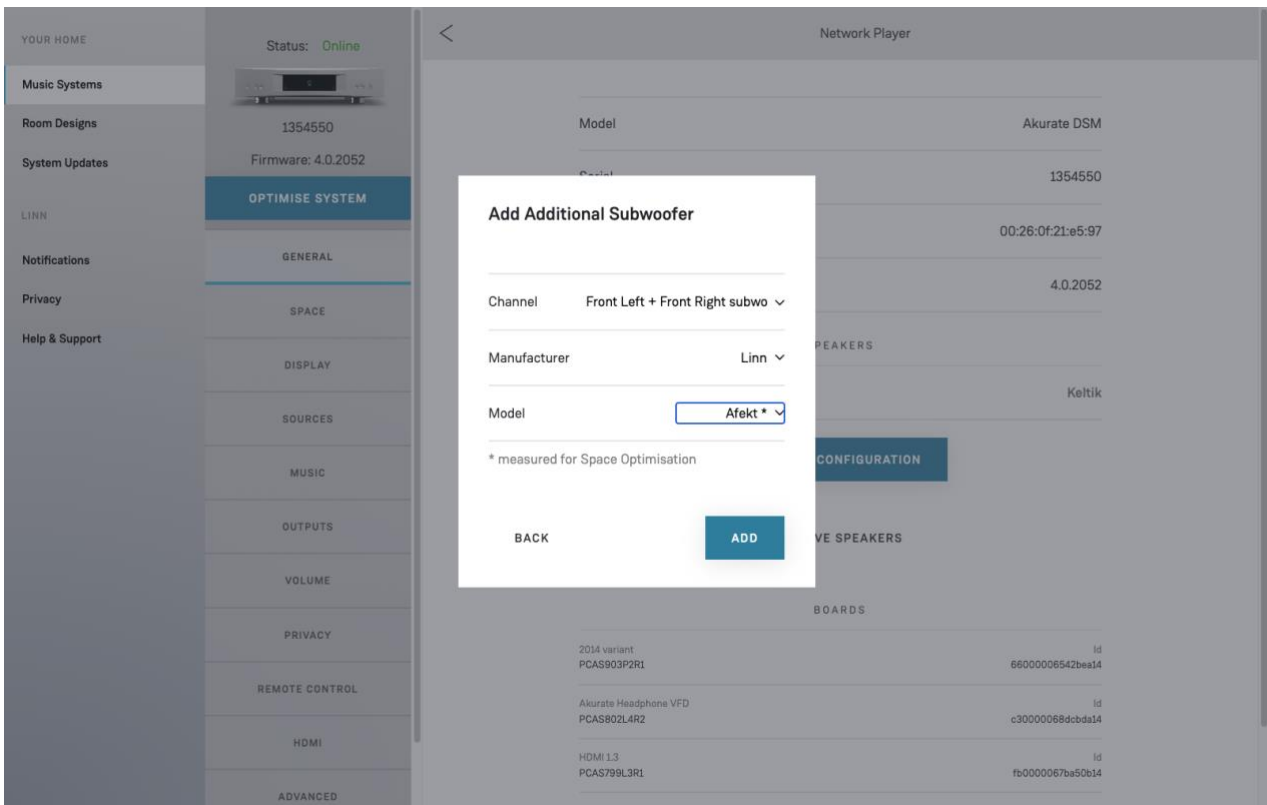 YOUR HOME
Music Systems
Room Designs
System Updates
LINN
Notifications
Privacy
Help & Support
Status: Online
1354550
Firmware: 4.0.2052
OPTIMISE SYSTEM
GENERAL
SPACE
DISPLAY
SOURCES
MUSIC
OUTPUTS
VOLUME
PRIVACY
REMOTE CONTROL
HDMI
ADVANCED
Network Player
Model Akurate DSM
Serial 1354550
00:26:0f:21:e5:97
4.0.2052
PEAKERS
Keltik
CONFIGURATION
VE SPEAKERS
BOARDS
2014 variant Id
PCAS903P2R1 66000006542bea14
Akurate Headphone VFD Id
PCAS802L4R2 c30000068dcbda14
HDMI 1.3 Id
PCAS799L3R1 fb0000067ba50b14
Add Additional Subwoofer
Channel Front Left + Front Right subwo
Manufacturer Linn
Model Afekt *
* measured for Space Optimisation
BACK ADD